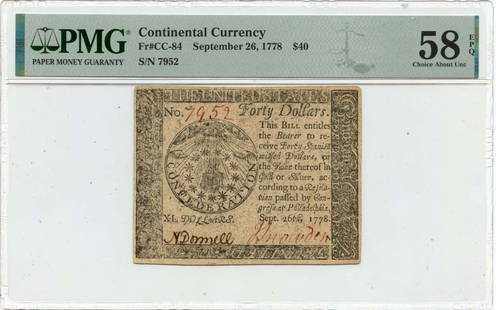 PMG
PAPER MONEY GUARANTY
Continental Currency
Fr#CC-84 September 26, 1778 $40
S/N 7952
58
EPQ
Choice About Unc
No. 7952 Forty Dollars.
THIS BILL entitles
the Bearer to re-
ceive Forty Spanish
milled Dollars, or
the Value thereof in
Gold or Silver, ac-
cording to a Resolu-
tion passed by Con-
gress at Philadelphia,
Sept. 26th, 1778.
CONFEDERATION
XL DOLLARS.
N Donnell